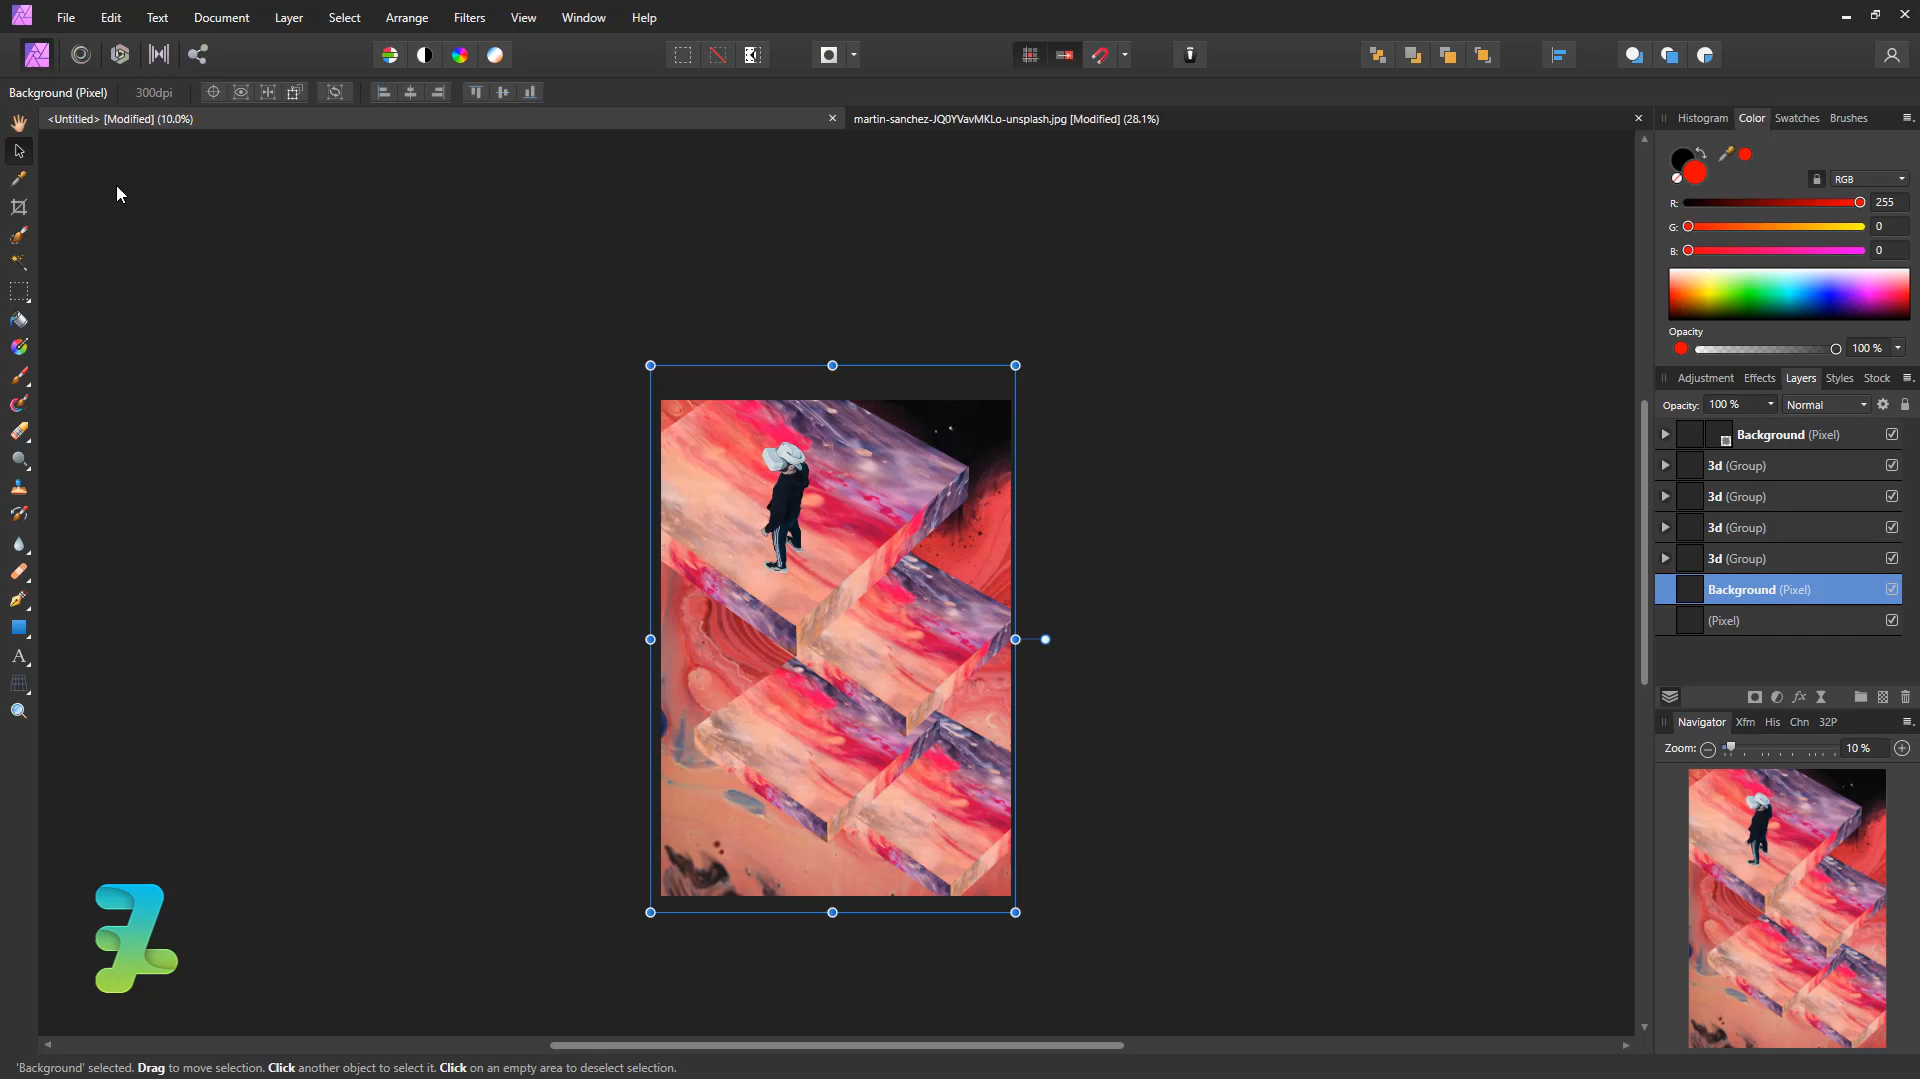 File Edit Text Document Layer Select Arrange Filters View Window Help
Background (Pixel) 300dpi
<Untitled> [Modified] (10.0%)
martin-sanchez-JQ0YVavMKLo-unsplash.jpg [Modified] (28.1%)
Histogram Color Swatches Brushes
RGB
R: 255
G: 0
B: 0
Opacity
100 %
Adjustment Effects Layers Styles Stock
Opacity: 100 % Normal
Background (Pixel)
3d (Group)
3d (Group)
3d (Group)
3d (Group)
Background (Pixel)
(Pixel)
fx
Navigator Xfm His Chn 32P
Zoom: 10 %
A
'Background' selected. Drag to move selection. Click another object to select it. Click on an empty area to deselect selection.